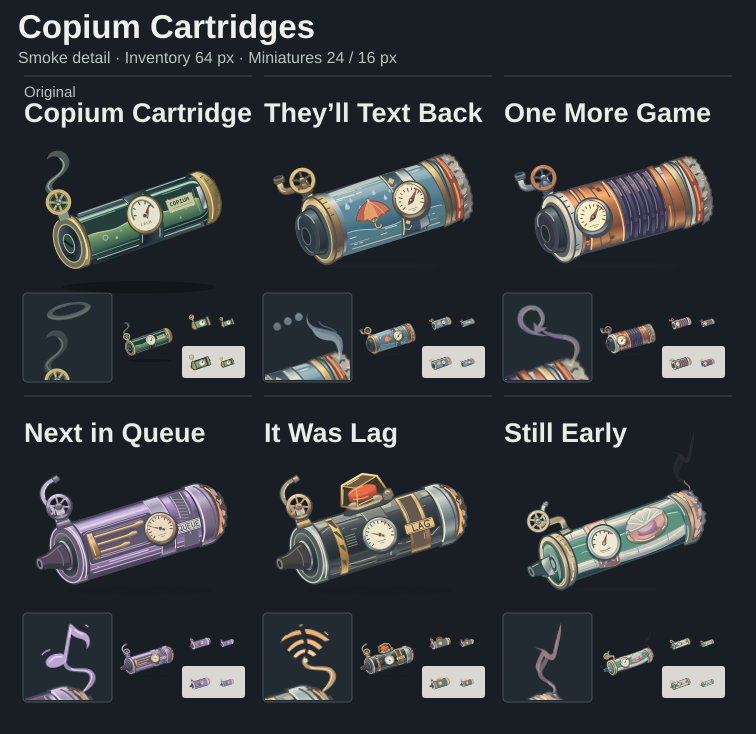 Copium Cartridges
Smoke detail · Inventory 64 px · Miniatures 24 / 16 px
Original
Copium Cartridge
They’ll Text Back
One More Game
COPIUM
CALM
Next in Queue
It Was Lag
Still Early
QUEUE
LAG